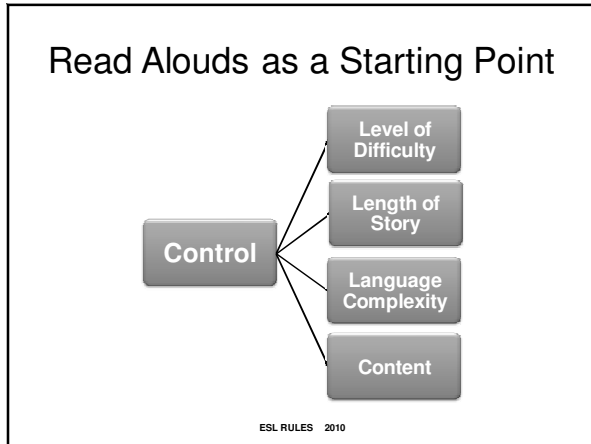 Read Alouds as a Starting Point
Level of
Difficulty
Length of
Story
Control
Language
Complexity
Content
ESL RULES 2010